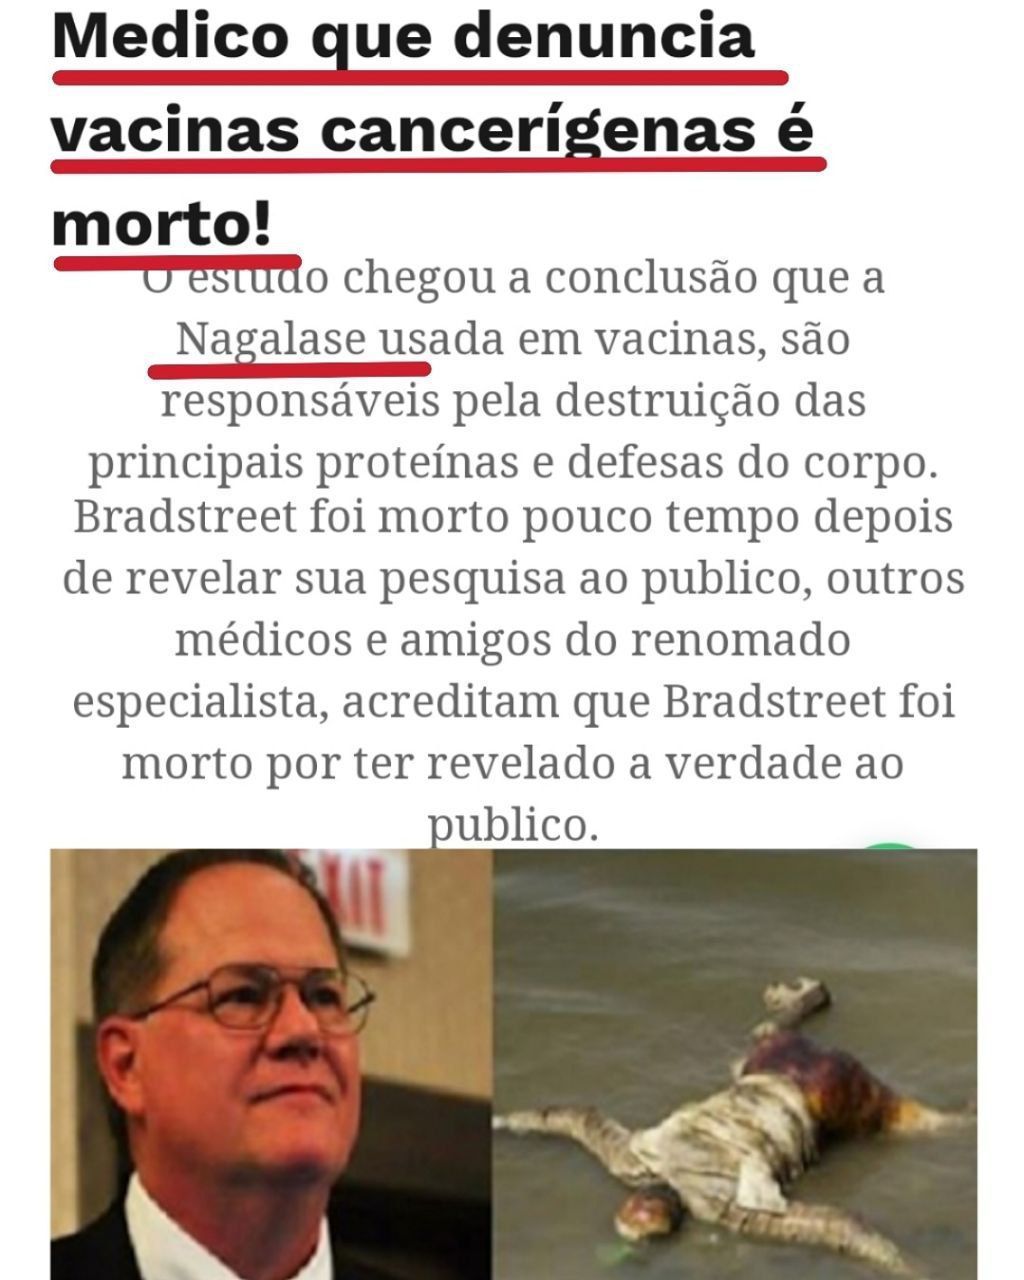 Medico que denuncia
vacinas cancerígenas é
morto!
O estudo chegou a conclusão que a
Nagalase usada em vacinas, são
responsáveis pela destruição das
principais proteínas e defesas do corpo.
Bradstreet foi morto pouco tempo depois
de revelar sua pesquisa ao publico, outros
médicos e amigos do renomado
especialista, acreditam que Bradstreet foi
morto por ter revelado a verdade ao
publico.
EXIT